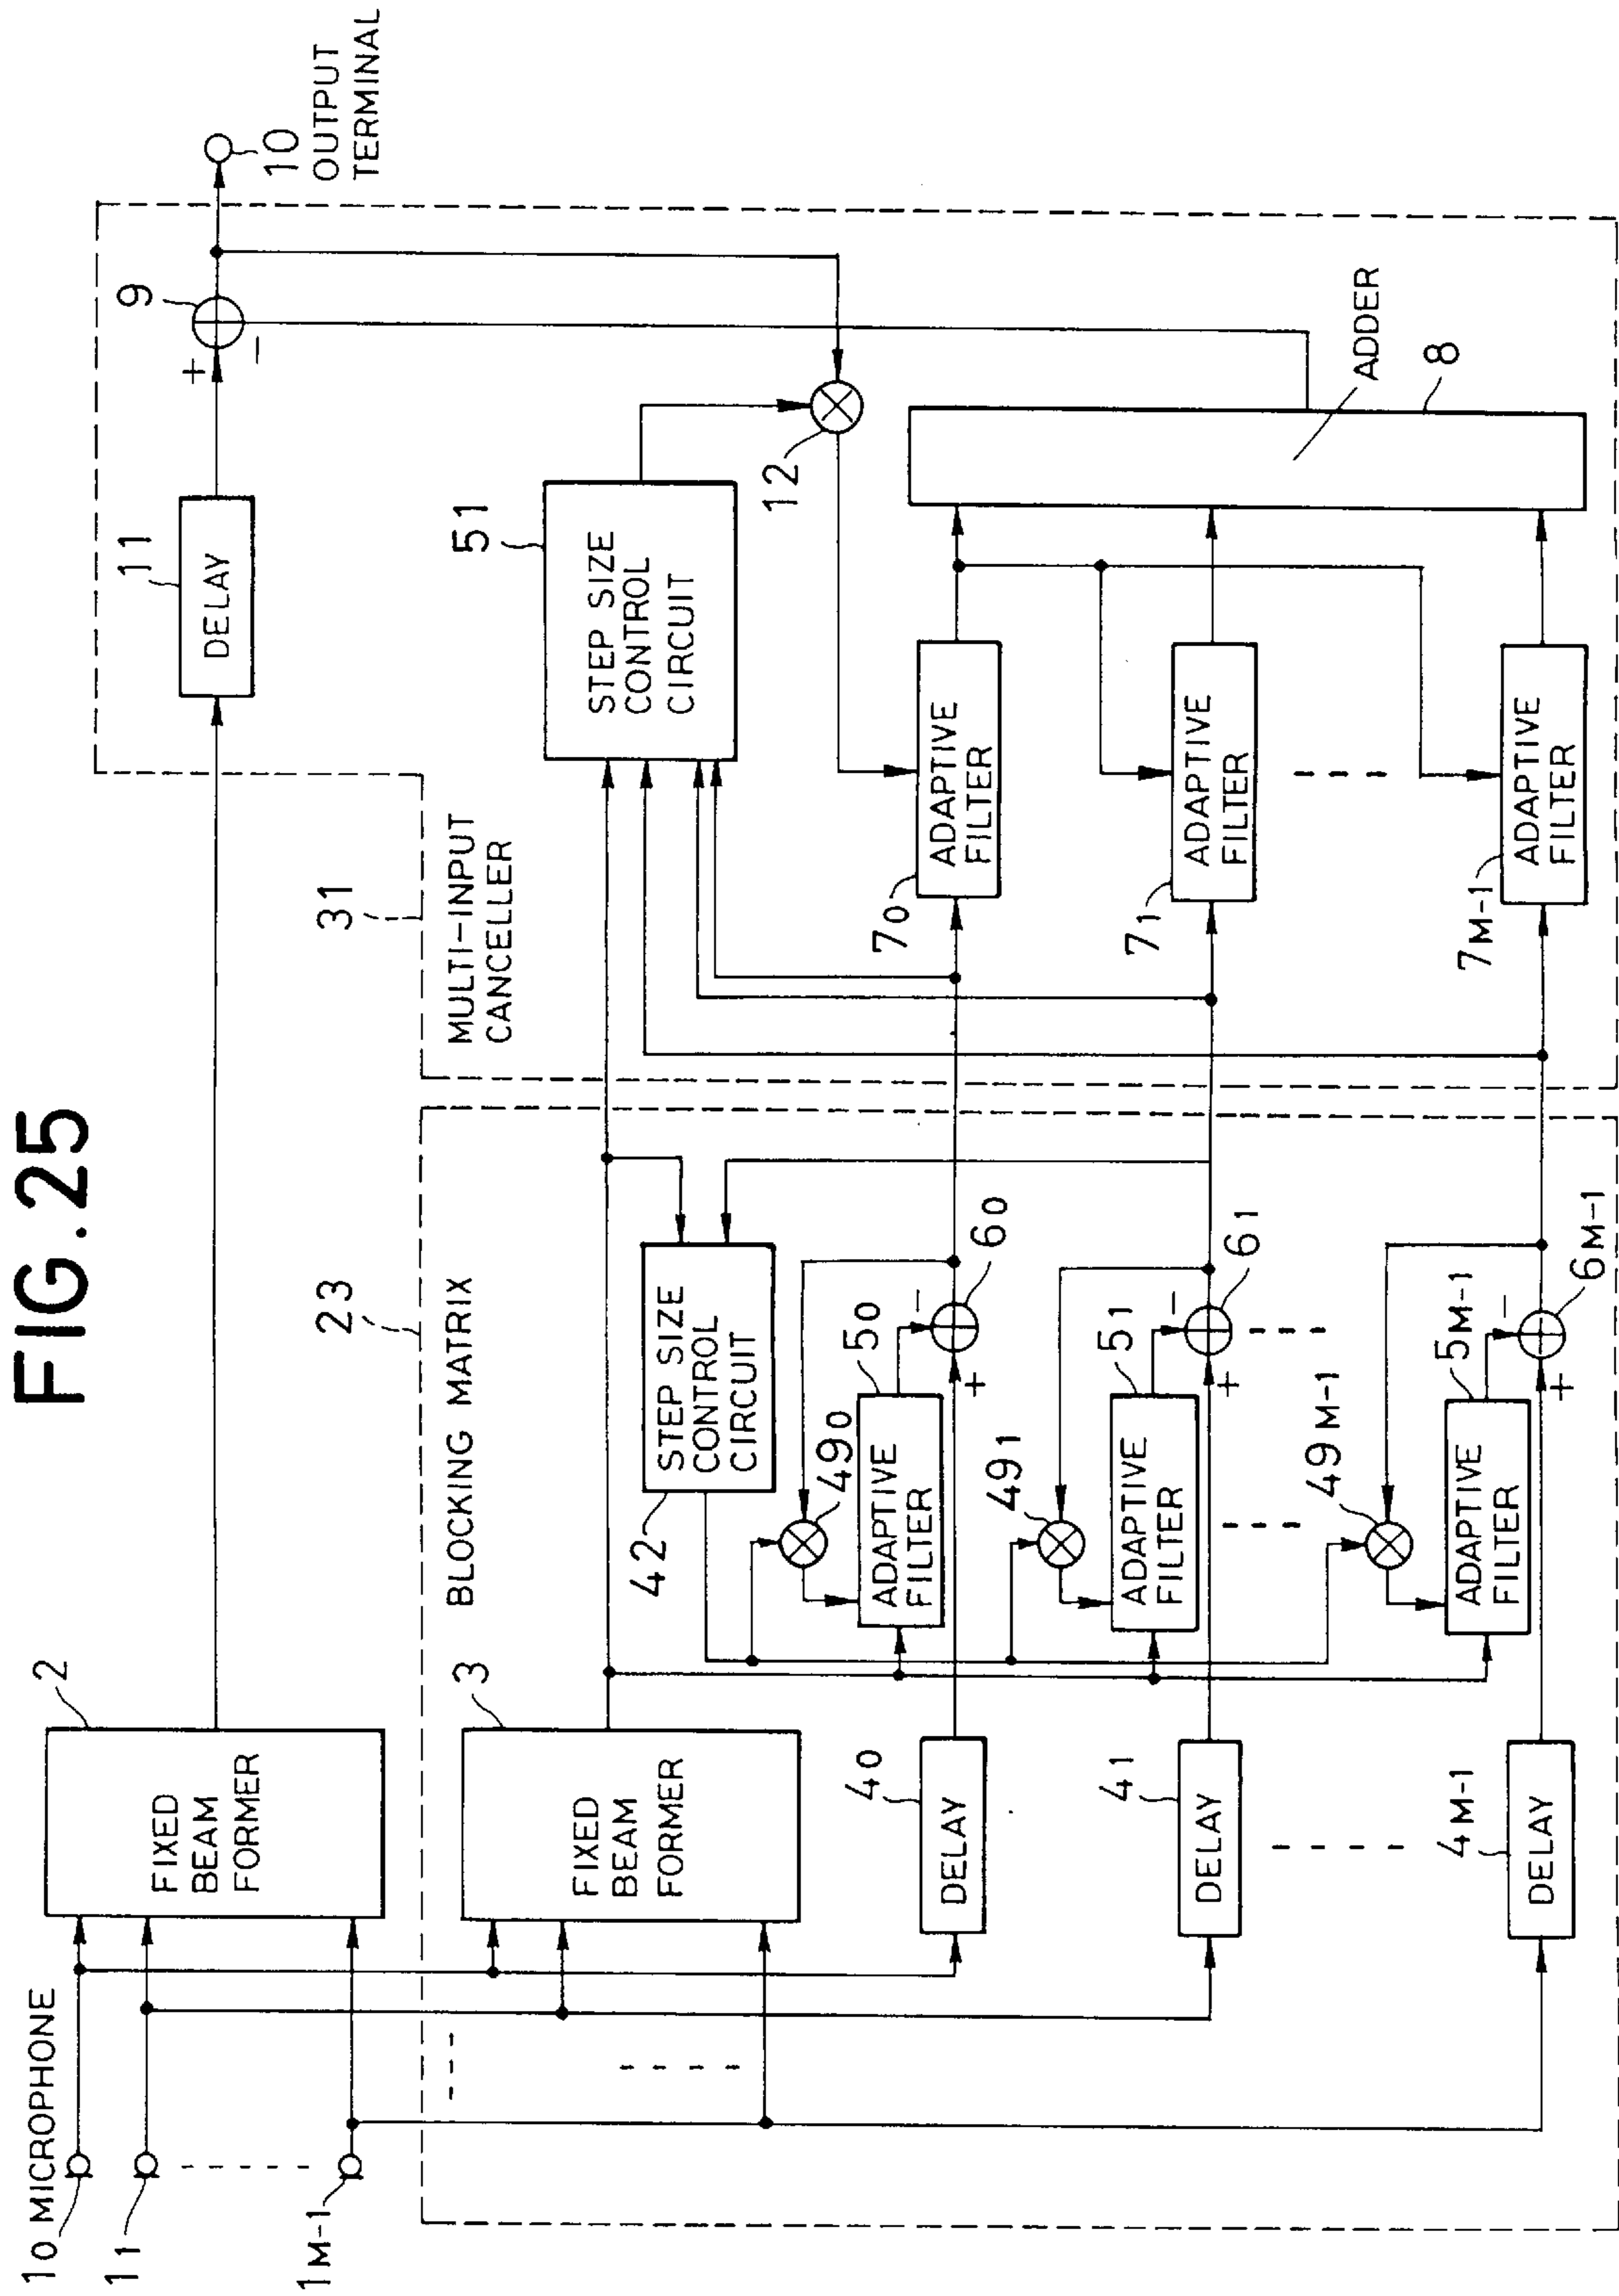 FIG.25
1₀ MICROPHONE
1₁
1M-1
2
FIXED
BEAM
FORMER
11
DELAY
9
+
−
10
OUTPUT
TERMINAL
23
BLOCKING MATRIX
31
MULTI-INPUT
CANCELLER
3
FIXED
BEAM
FORMER
42
STEP SIZE
CONTROL
CIRCUIT
51
STEP SIZE
CONTROL
CIRCUIT
12
4₀
DELAY
49₀
5₀
ADAPTIVE
FILTER
6₀
+
−
7₀
ADAPTIVE
FILTER
4₁
DELAY
49₁
5₁
ADAPTIVE
FILTER
6₁
+
−
7₁
ADAPTIVE
FILTER
4M-1
DELAY
49M-1
5M-1
ADAPTIVE
FILTER
6M-1
+
−
7M-1
ADAPTIVE
FILTER
ADDER
8